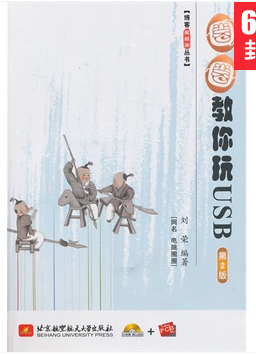 6
封
【博客藏经阁丛书】
圈圈教你玩USB
第2版
刘 荣 编著
[网名 电脑圈圈]
北京航空航天大学出版社
BEIHANG UNIVERSITY PRESS
+
PCB